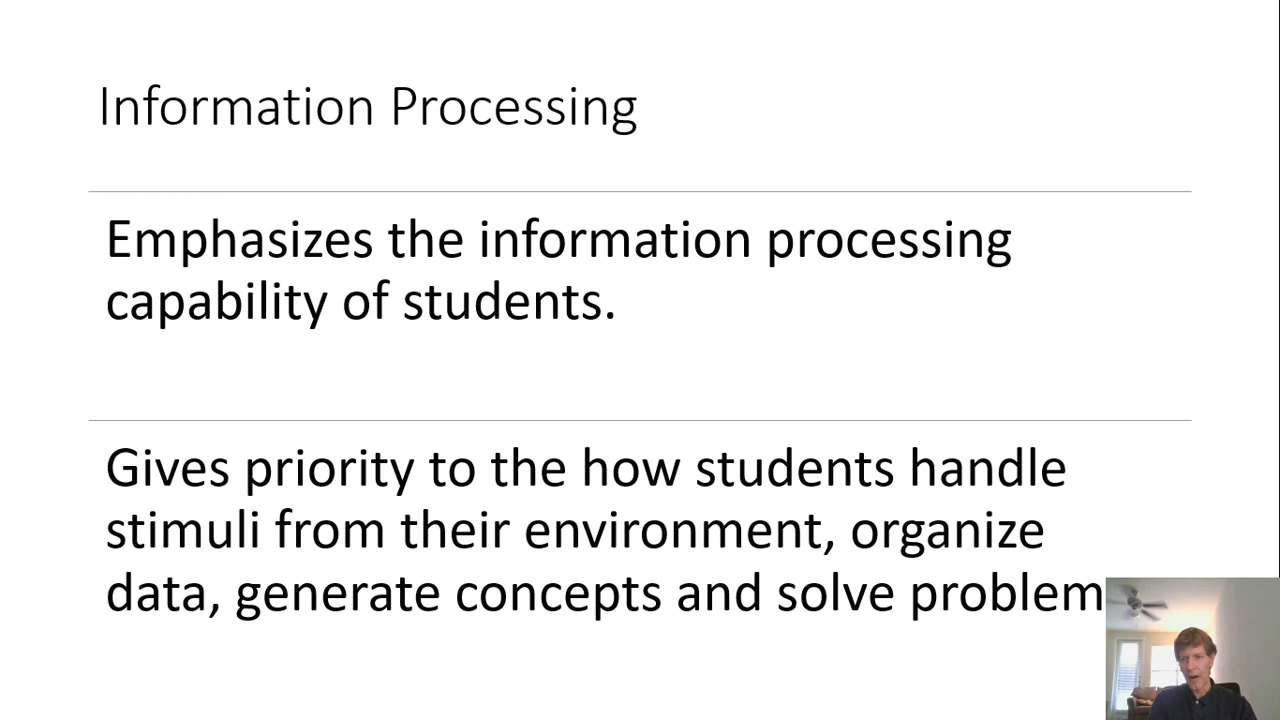 Information Processing
Emphasizes the information processing
capability of students.
Gives priority to the how students handle
stimuli from their environment, organize
data, generate concepts and solve problem